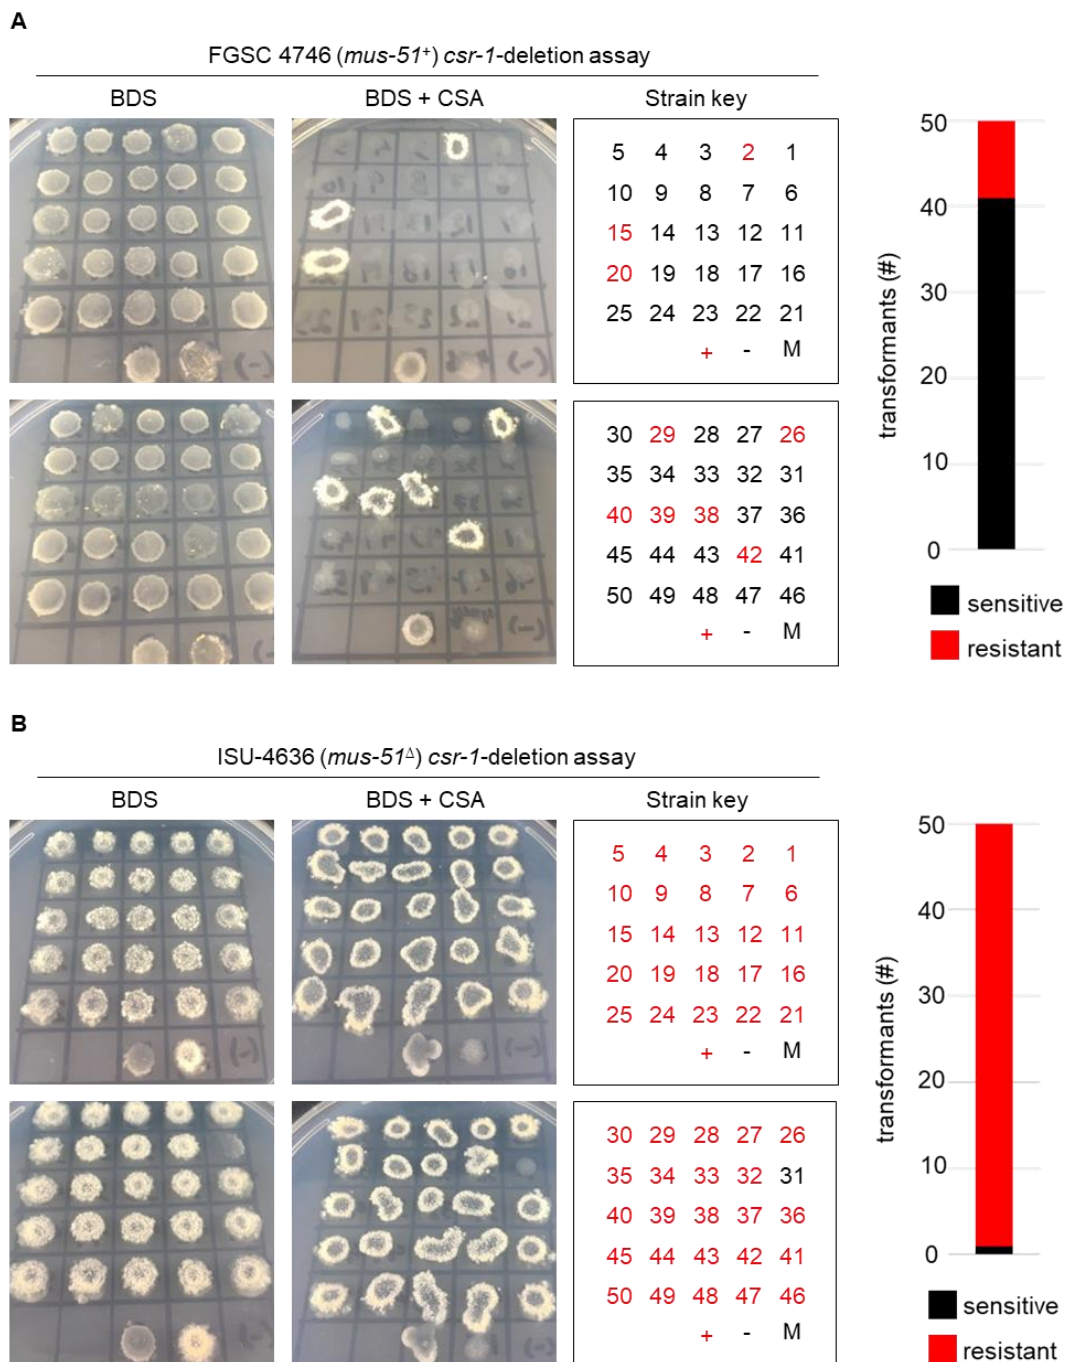 A
FGSC 4746 (mus-51⁺) csr-1-deletion assay
BDS BDS + CSA Strain key
5 4 3 2 1
10 9 8 7 6
15 14 13 12 11
20 19 18 17 16
25 24 23 22 21
+ - M
(-) (-)
30 29 28 27 26
35 34 33 32 31
40 39 38 37 36
45 44 43 42 41
50 49 48 47 46
+ - M
(-)
50
40
30
20
10
0
transformants (#)
sensitive
resistant
B
ISU-4636 (mus-51Δ) csr-1-deletion assay
BDS BDS + CSA Strain key
5 4 3 2 1
10 9 8 7 6
15 14 13 12 11
20 19 18 17 16
25 24 23 22 21
+ - M
(-) (-)
30 29 28 27 26
35 34 33 32 31
40 39 38 37 36
45 44 43 42 41
50 49 48 47 46
+ - M
50
40
30
20
10
0
transformants (#)
sensitive
resistant